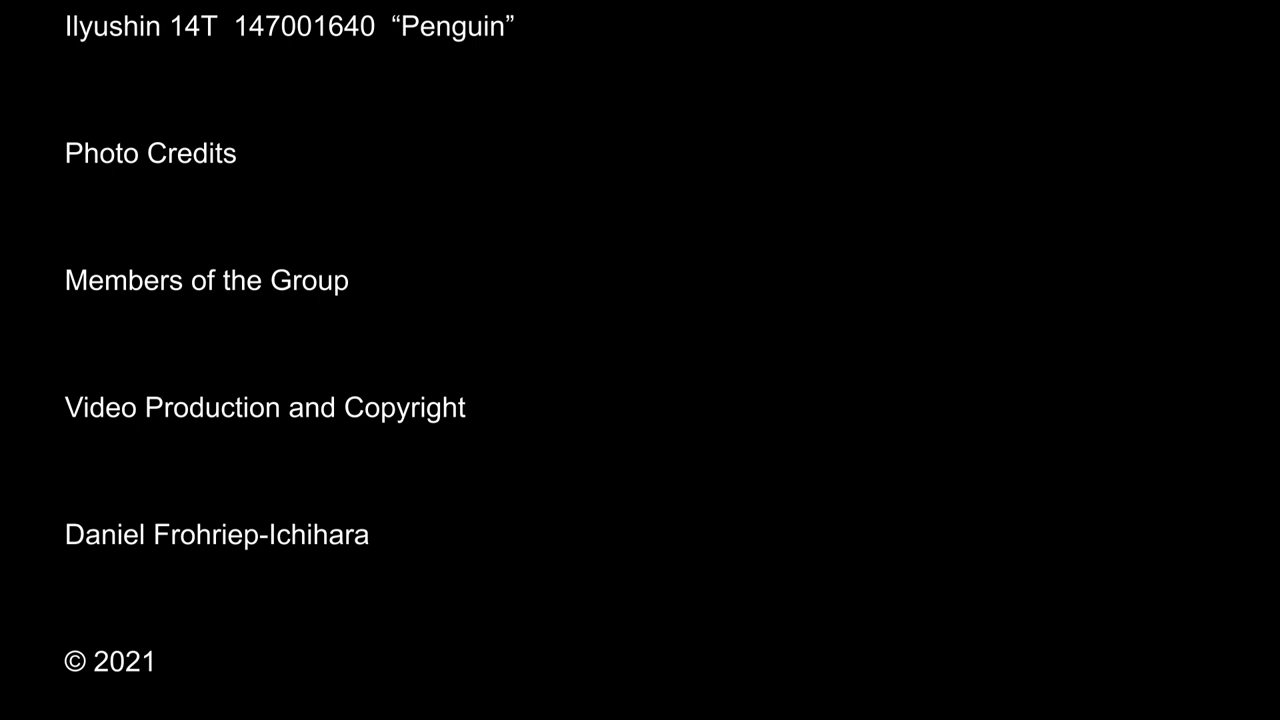 Ilyushin 14T  147001640  “Penguin”
Photo Credits
Members of the Group
Video Production and Copyright
Daniel Frohriep-Ichihara
© 2021